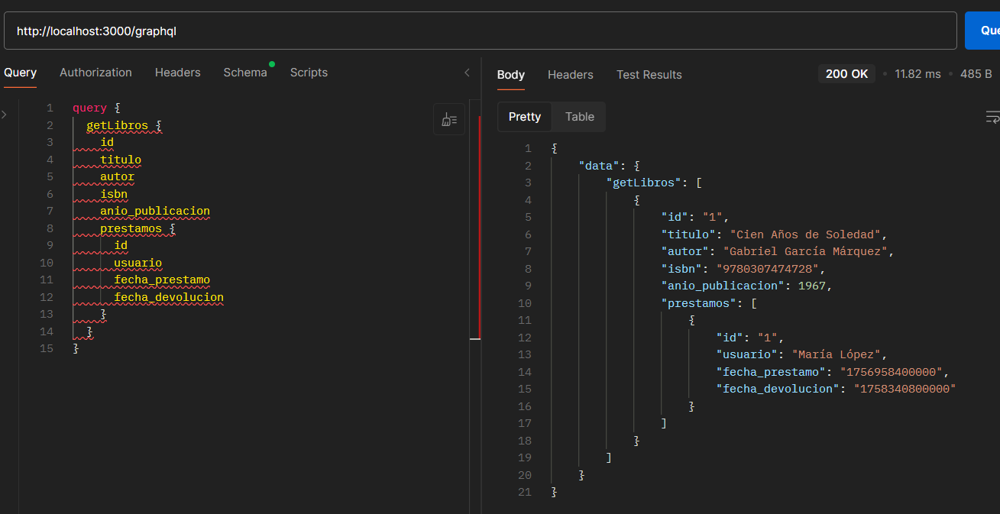 http://localhost:3000/graphql
Que
Query Authorization Headers Schema Scripts
1 query {
2 getLibros {
3 id
4 titulo
5 autor
6 isbn
7 anio_publicacion
8 prestamos {
9 id
10 usuario
11 fecha_prestamo
12 fecha_devolucion
13 }
14 }
15 }
Body Headers Test Results 200 OK • 11.82 ms • 485 B
Pretty Table
1 {
2 "data": {
3 "getLibros": [
4 {
5 "id": "1",
6 "titulo": "Cien Años de Soledad",
7 "autor": "Gabriel García Márquez",
8 "isbn": "9780307474728",
9 "anio_publicacion": 1967,
10 "prestamos": [
11 {
12 "id": "1",
13 "usuario": "María López",
14 "fecha_prestamo": "1756958400000",
15 "fecha_devolucion": "1758340800000"
16 }
17 ]
18 }
19 ]
20 }
21 }